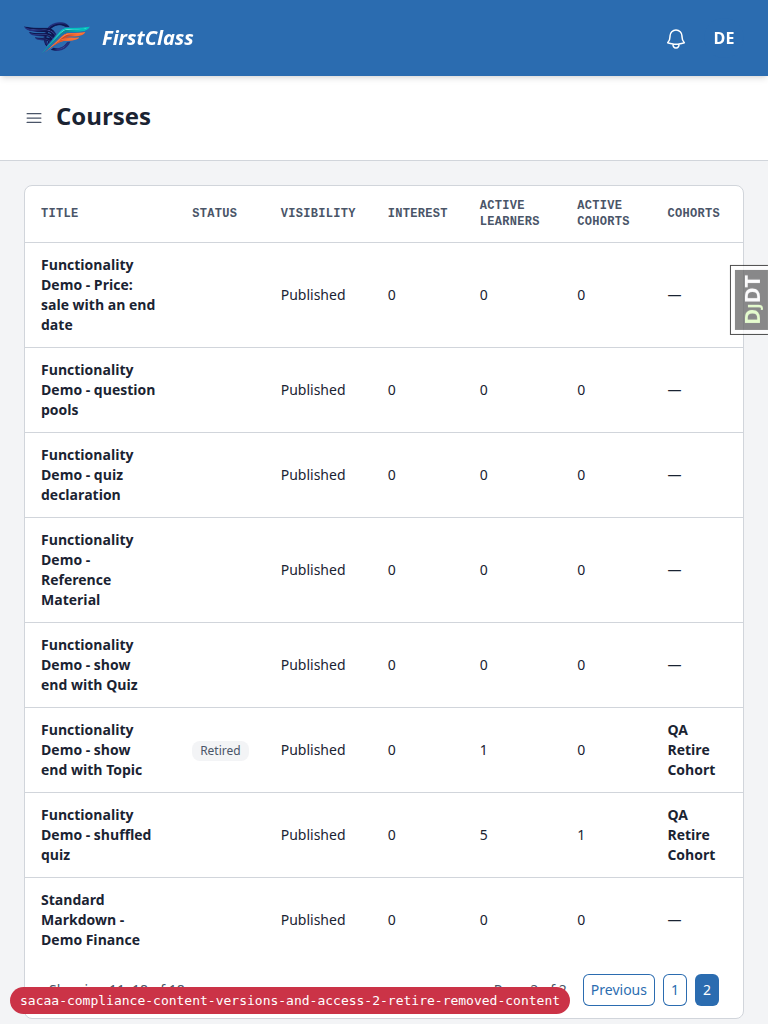 FirstClass
DE
Courses
TITLE STATUS VISIBILITY INTEREST ACTIVE LEARNERS ACTIVE COHORTS COHORTS
Functionality Demo - Price: sale with an end date Published 0 0 0 —
Functionality Demo - question pools Published 0 0 0 —
Functionality Demo - quiz declaration Published 0 0 0 —
Functionality Demo - Reference Material Published 0 0 0 —
Functionality Demo - show end with Quiz Published 0 0 0 —
Functionality Demo - show end with Topic Retired Published 0 1 0 QA Retire Cohort
Functionality Demo - shuffled quiz Published 0 5 1 QA Retire Cohort
Standard Markdown - Demo Finance Published 0 0 0 —
Previous 1 2
sacaa-compliance-content-versions-and-access-2-retire-removed-content
DjDT